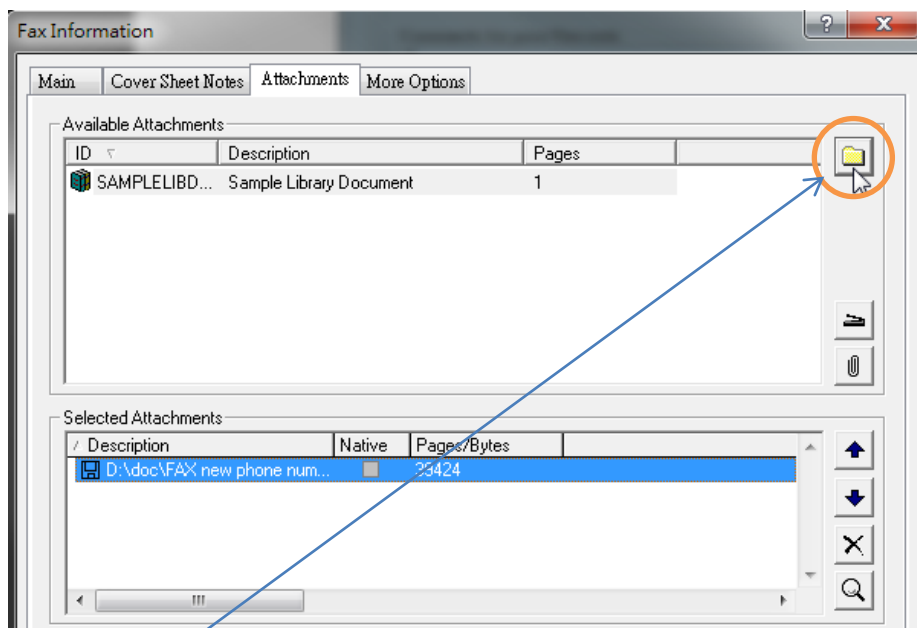 Fax Information
Main Cover Sheet Notes Attachments More Options
Available Attachments
ID Description Pages
SAMPLELIBD... Sample Library Document 1
Selected Attachments
Description Native Pages/Bytes
D:\doc\FAX new phone num... 39424